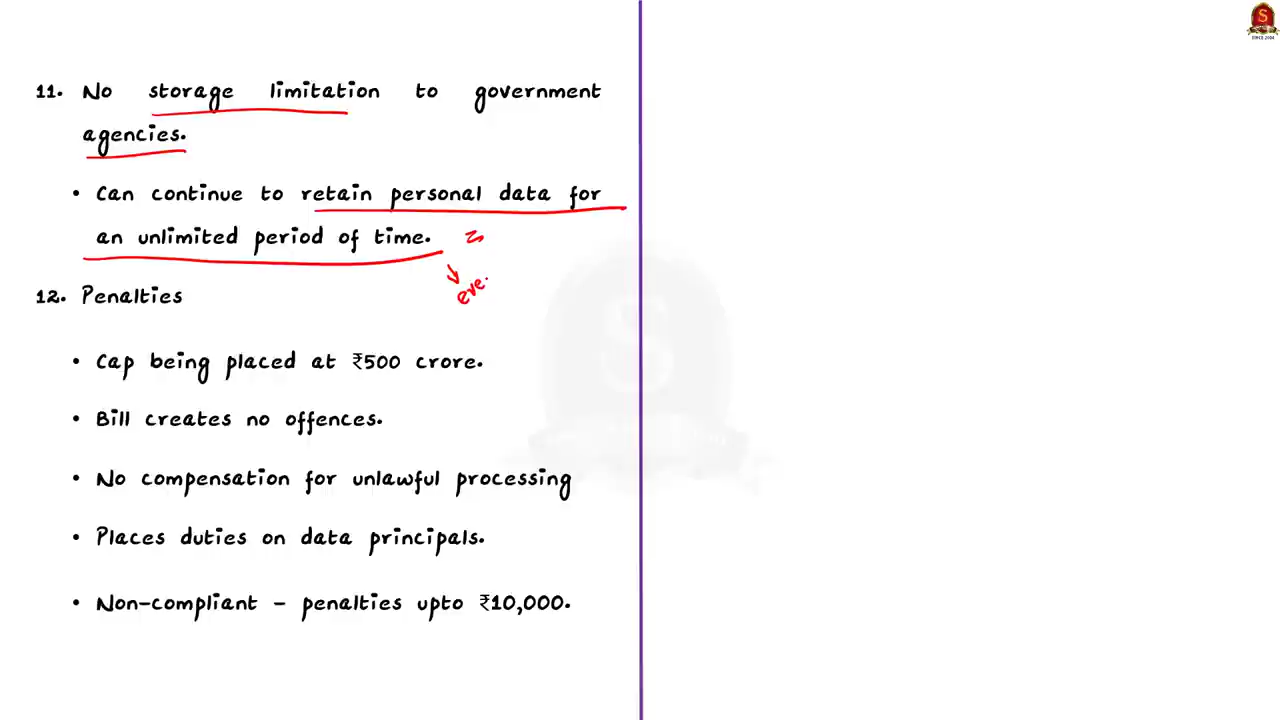 11. No storage limitation to government
agencies.
• Can continue to retain personal data for
an unlimited period of time.
eve.
12. Penalties
• Cap being placed at ₹500 crore.
• Bill creates no offences.
• No compensation for unlawful processing
• Places duties on data principals.
• Non-compliant - penalties upto ₹10,000.